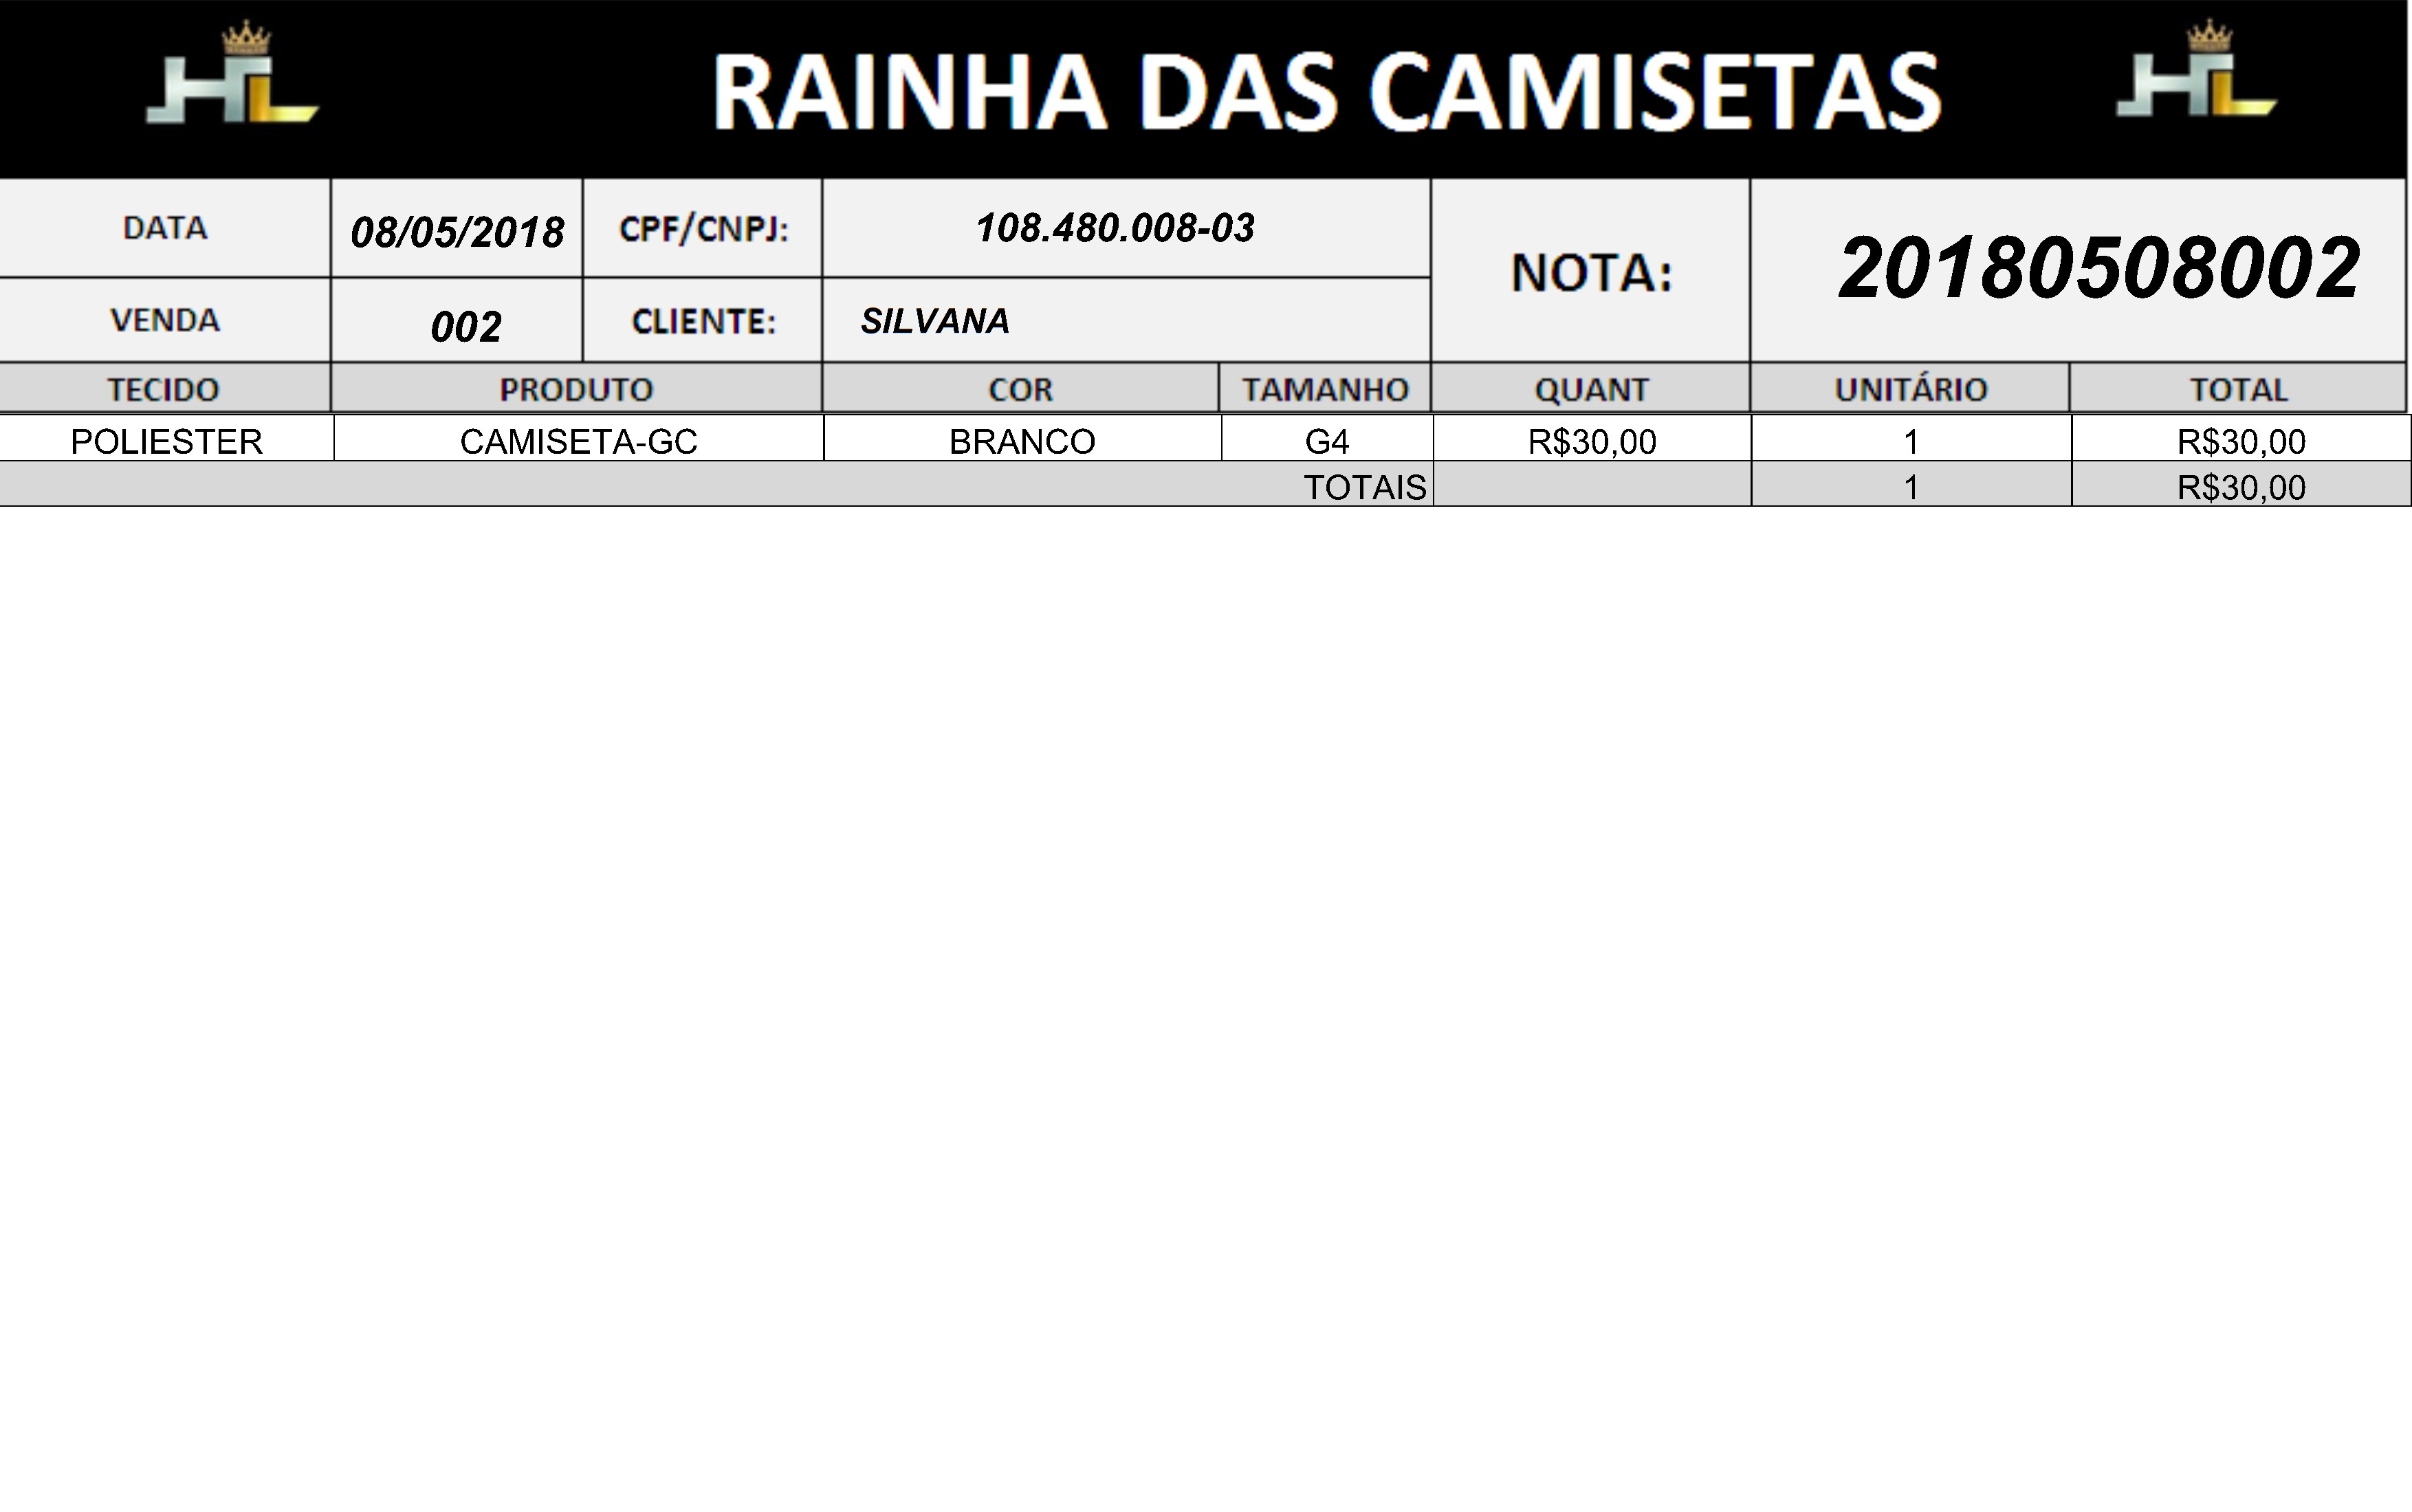 HL RAINHA DAS CAMISETAS HL
DATA 08/05/2018 CPF/CNPJ: 108.480.008-03 NOTA: 20180508002
VENDA 002 CLIENTE: SILVANA
TECIDO PRODUTO COR TAMANHO QUANT UNITÁRIO TOTAL
POLIESTER CAMISETA-GC BRANCO G4 R$30,00 1 R$30,00
TOTAIS 1 R$30,00